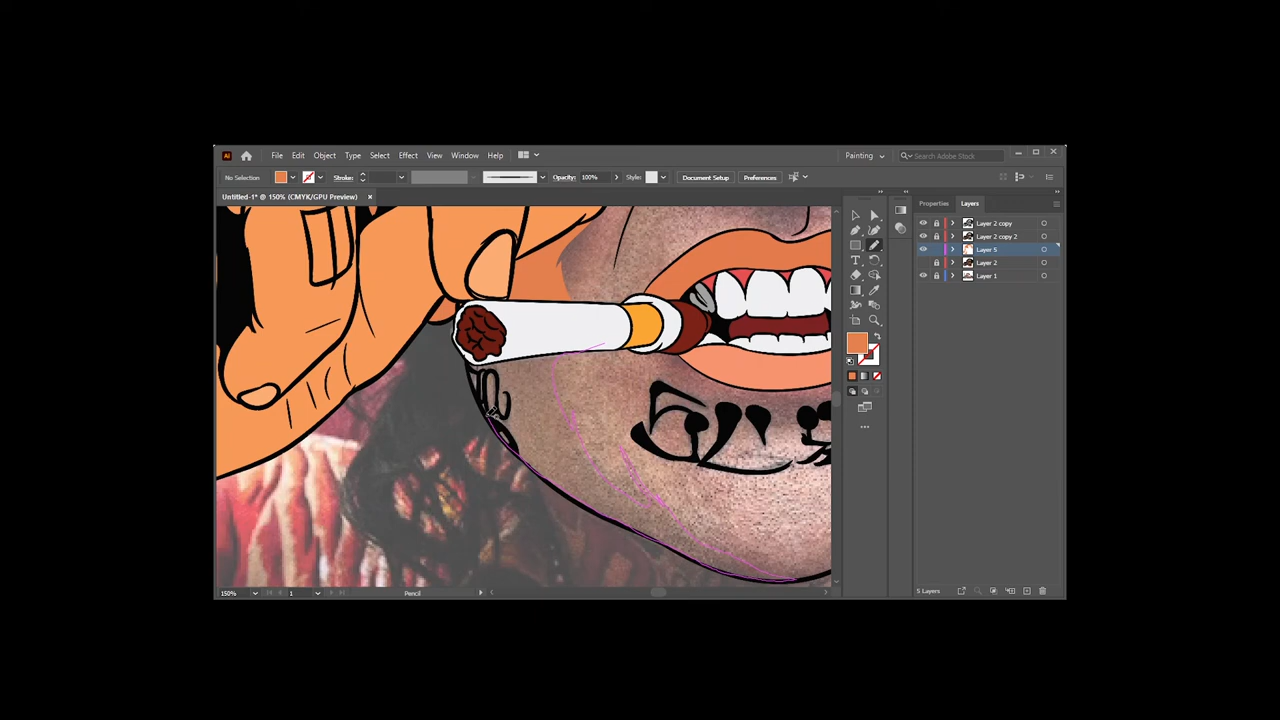 Ai File Edit Object Type Select Effect View Window Help Painting Search Adobe Stock
No Selection Stroke: Opacity: 100% Style: Document Setup Preferences
Untitled-1* @ 150% (CMYK/GPU Preview) ×
Properties Layers
Layer 2 copy
Layer 2 copy 2
Layer 5
Layer 2
Layer 1
150% 1 Pencil 5 Layers